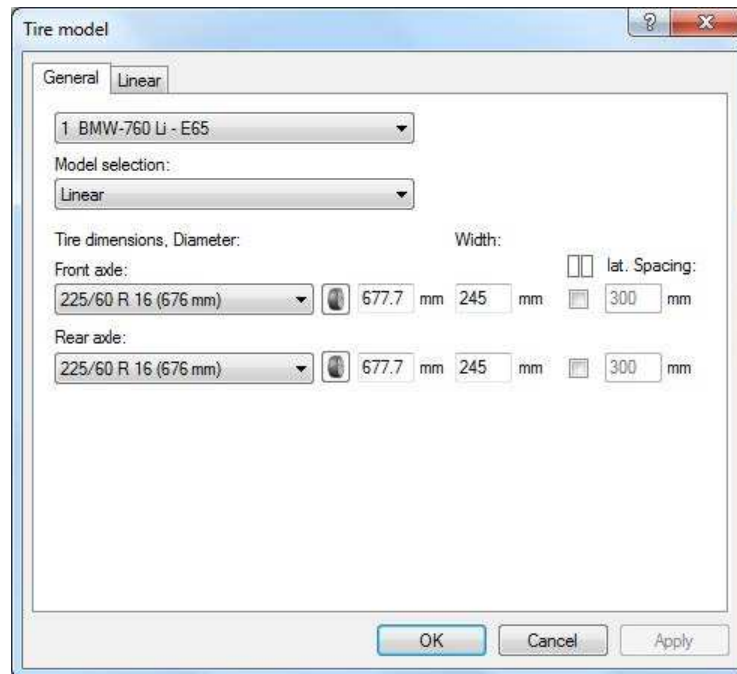 Tire model
General Linear
1 BMW-760 Li - E65
Model selection:
Linear
Tire dimensions, Diameter: Width:
Front axle: lat. Spacing:
225/60 R 16 (676 mm) 677.7 mm 245 mm 300 mm
Rear axle:
225/60 R 16 (676 mm) 677.7 mm 245 mm 300 mm
OK Cancel Apply